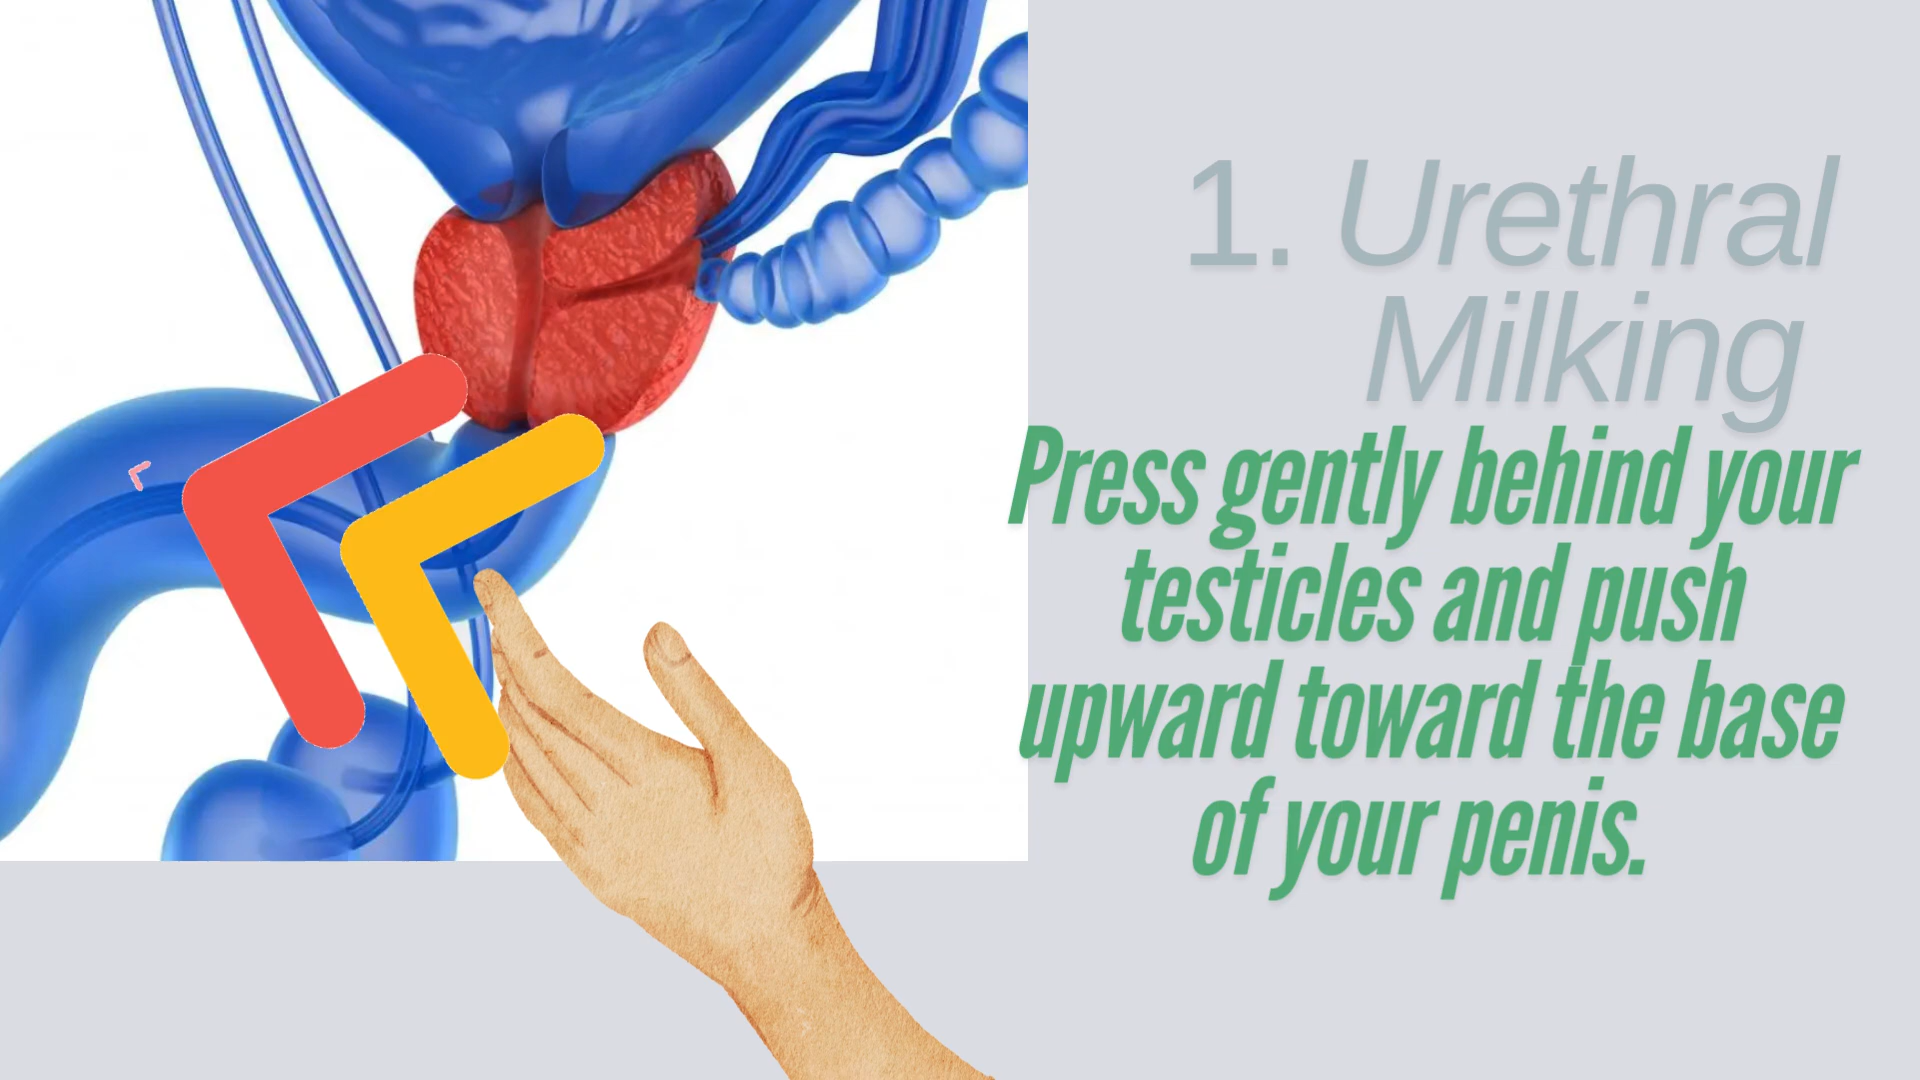 1. Urethral
Milking
Press gently behind your
testicles and push
upward toward the base
of your penis.